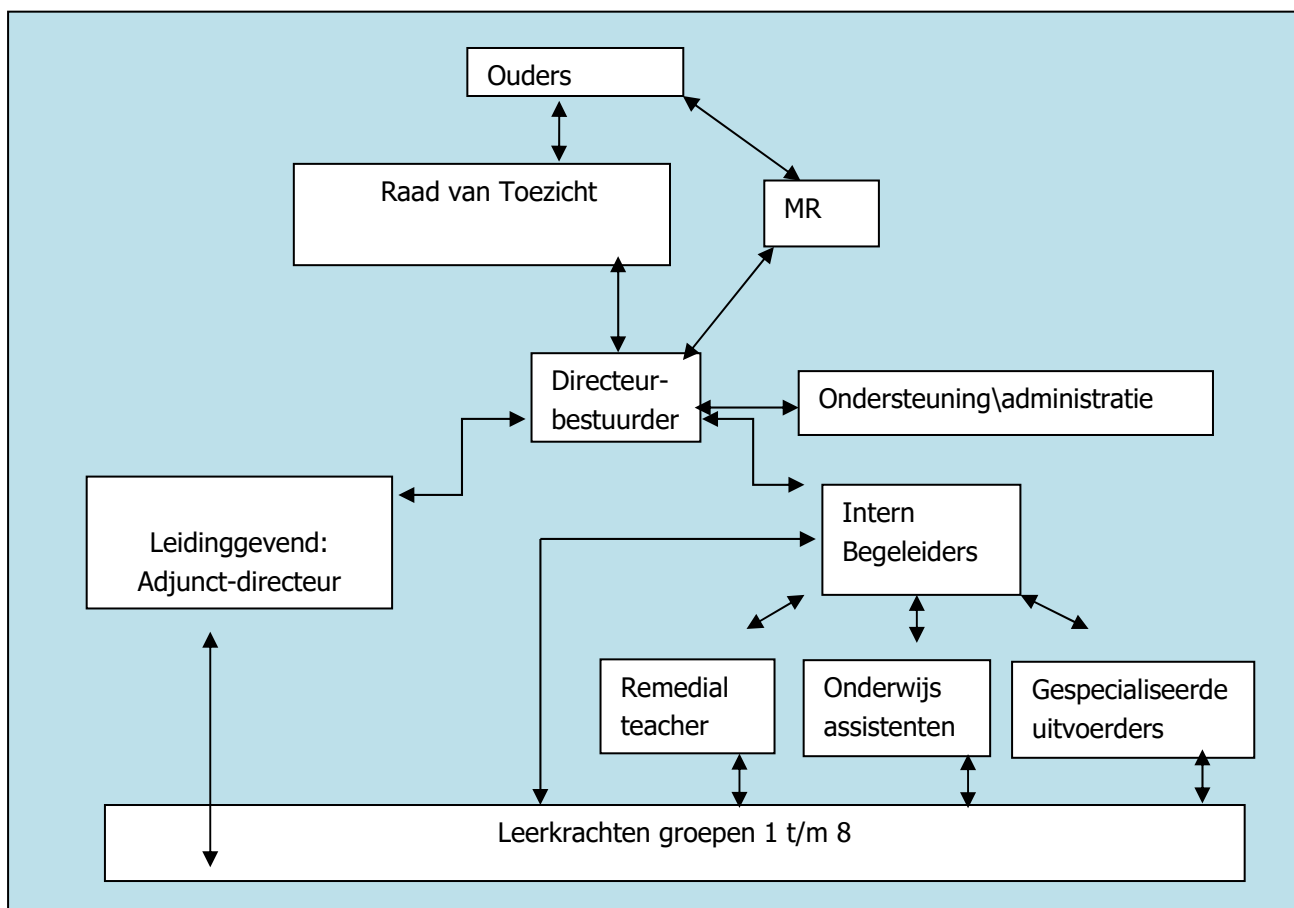 Ouders
Raad van Toezicht
MR
Directeur-
bestuurder
Ondersteuning\administratie
Leidinggevend:
Adjunct-directeur
Intern
Begeleiders
Remedial
teacher
Onderwijs
assistenten
Gespecialiseerde
uitvoerders
Leerkrachten groepen 1 t/m 8